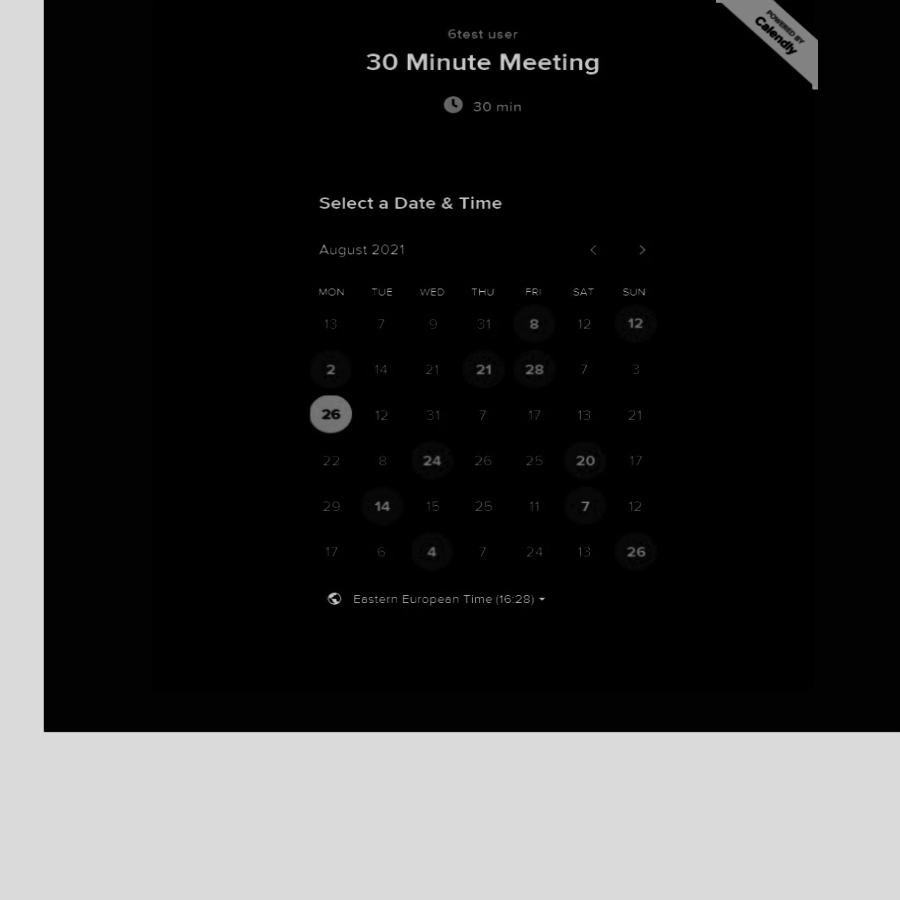 POWERED BY
Calendly
6test user
30 Minute Meeting
30 min
Select a Date & Time
August 2021
MON TUE WED THU FRI SAT SUN
13 7 9 31 8 12 12
2 14 21 21 28 7 3
26 12 31 7 17 13 21
22 8 24 26 25 20 17
29 14 15 25 11 7 12
17 6 4 7 24 13 26
Eastern European Time (16:28)